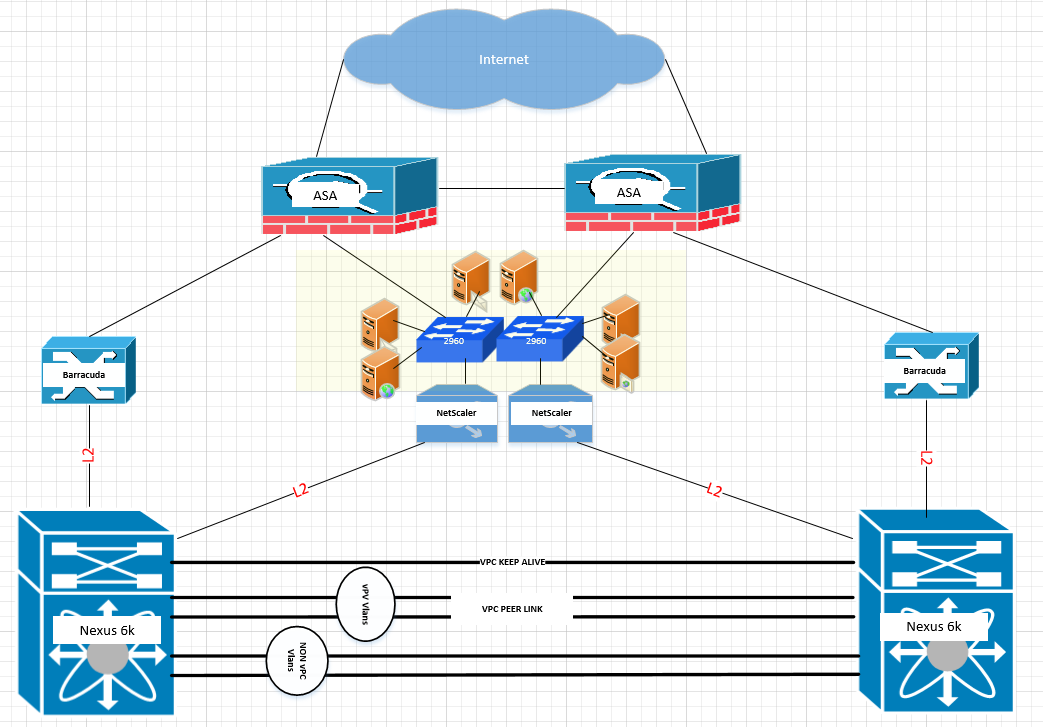 Internet
ASA
ASA
2960
2960
Barracuda
Barracuda
NetScaler
NetScaler
L2
L2
L2
L2
VPC KEEP ALIVE
VPV Vlans
VPC PEER LINK
Nexus 6k
Nexus 6k
NON vPC
Vlans